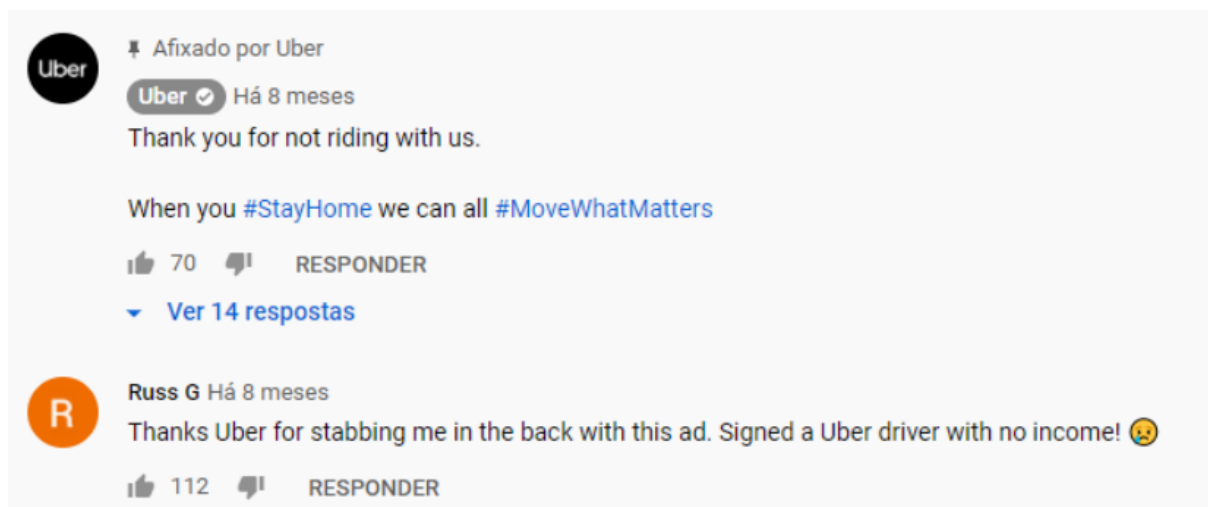 Uber
Afixado por Uber
Uber Há 8 meses
Thank you for not riding with us.
When you #StayHome we can all #MoveWhatMatters
70 RESPONDER
Ver 14 respostas
R
Russ G Há 8 meses
Thanks Uber for stabbing me in the back with this ad. Signed a Uber driver with no income! 😥
112 RESPONDER